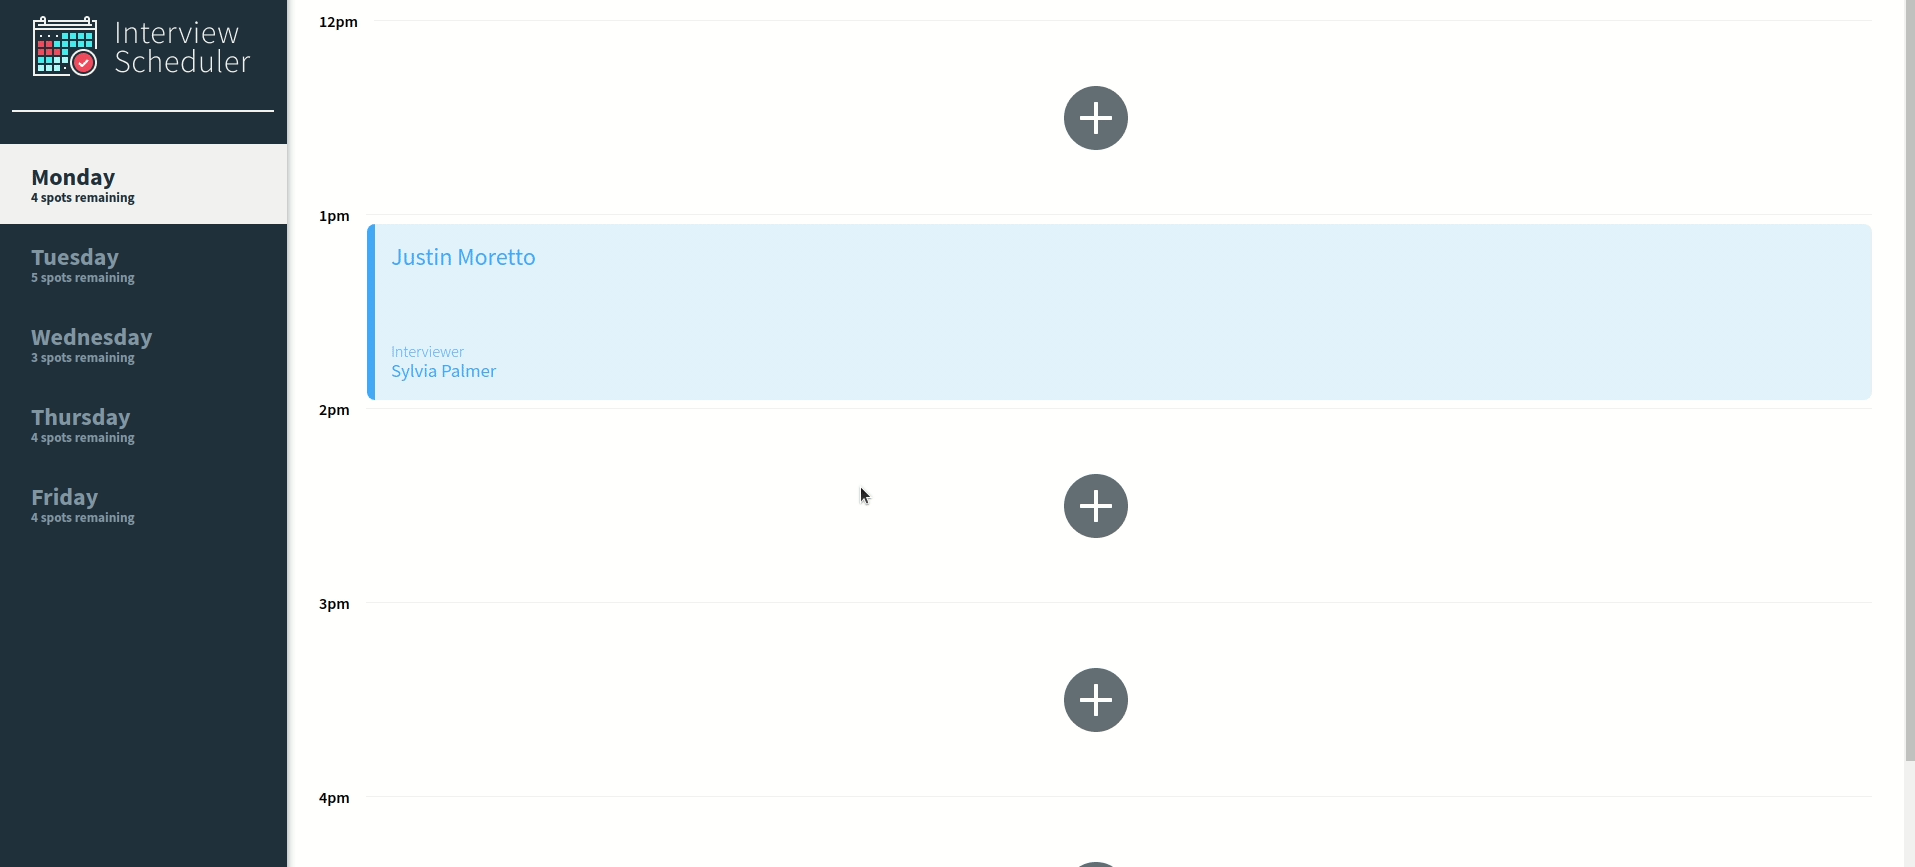 Interview
Scheduler
Monday
4 spots remaining
Tuesday
5 spots remaining
Wednesday
3 spots remaining
Thursday
4 spots remaining
Friday
4 spots remaining
12pm
1pm
Justin Moretto
Interviewer
Sylvia Palmer
2pm
3pm
4pm